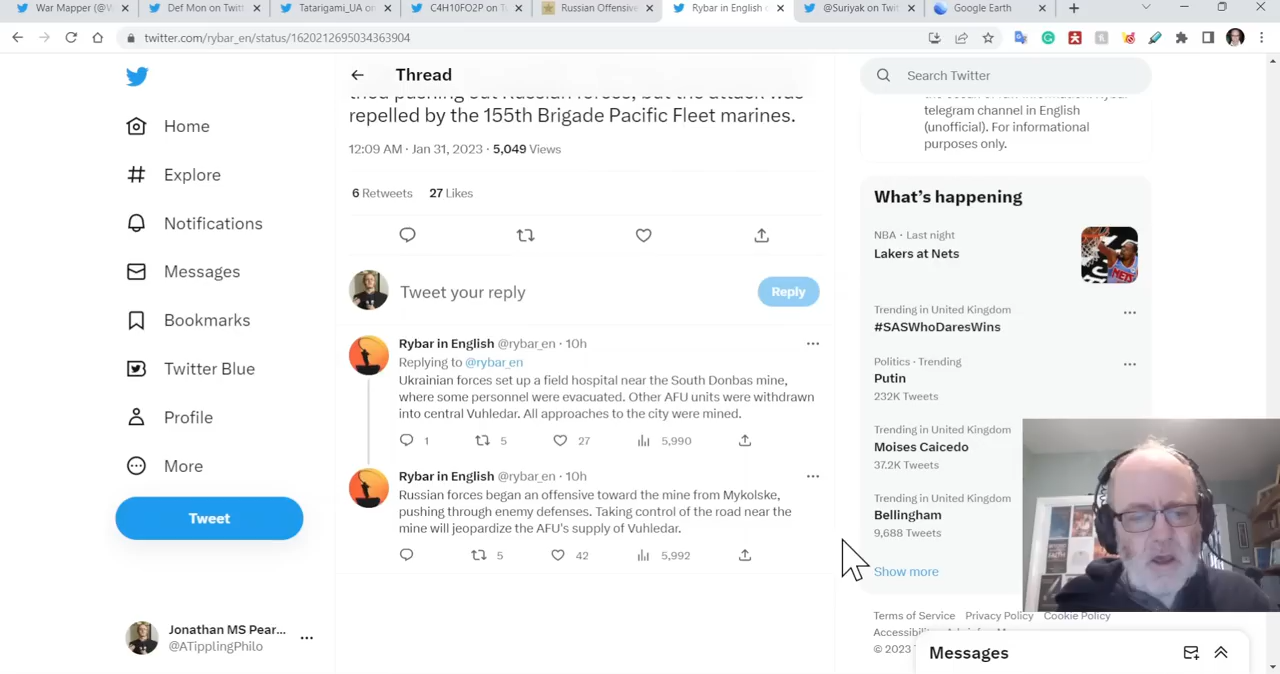 War Mapper (@V
Def Mon on Twitt
Tatarigami_UA on
C4H10FO2P on T
Russian Offensive
Rybar in English o
@Suriyak on Twi
Google Earth
twitter.com/rybar_en/status/1620212695034363904
Home
Explore
Notifications
Messages
Bookmarks
Twitter Blue
Profile
More
Tweet
Jonathan MS Pear...
@ATipplingPhilo
Thread
tried pushing out Russian forces, but the attack was
repelled by the 155th Brigade Pacific Fleet marines.
12:09 AM · Jan 31, 2023 · 5,049 Views
6 Retweets 27 Likes
Tweet your reply
Reply
Rybar in English @rybar_en · 10h
Replying to @rybar_en
Ukrainian forces set up a field hospital near the South Donbas mine,
where some personnel were evacuated. Other AFU units were withdrawn
into central Vuhledar. All approaches to the city were mined.
1 5 27 5,990
Rybar in English @rybar_en · 10h
Russian forces began an offensive toward the mine from Mykolske,
pushing through enemy defenses. Taking control of the road near the
mine will jeopardize the AFU's supply of Vuhledar.
5 42 5,992
Search Twitter
telegram channel in English
(unofficial). For informational
purposes only.
What's happening
NBA · Last night
Lakers at Nets
Trending in United Kingdom
#SASWhoDaresWins
Politics · Trending
Putin
232K Tweets
Trending in United Kingdom
Moises Caicedo
37.2K Tweets
Trending in United Kingdom
Bellingham
9,688 Tweets
Show more
Terms of Service Privacy Policy Cookie Policy
© 2023
Messages